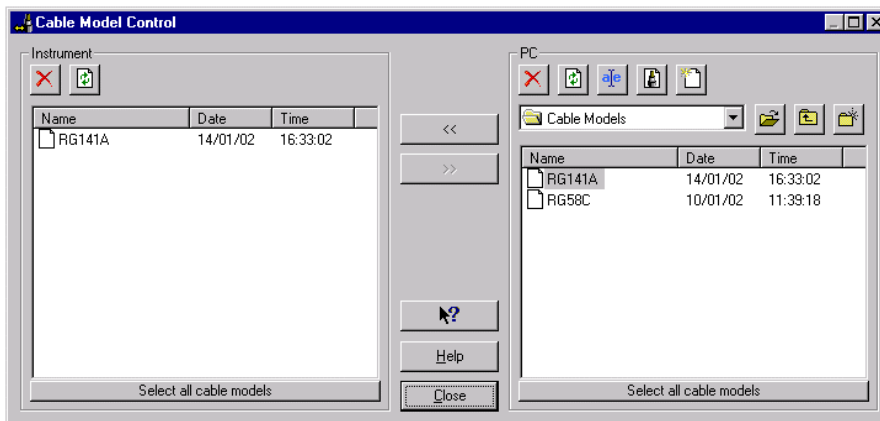 Cable Model Control
Instrument
Name Date Time
RG141A 14/01/02 16:33:02
Select all cable models
<<
>>
?
Help
Close
PC
a e
Cable Models
Name Date Time
RG141A 14/01/02 16:33:02
RG58C 10/01/02 11:39:18
Select all cable models